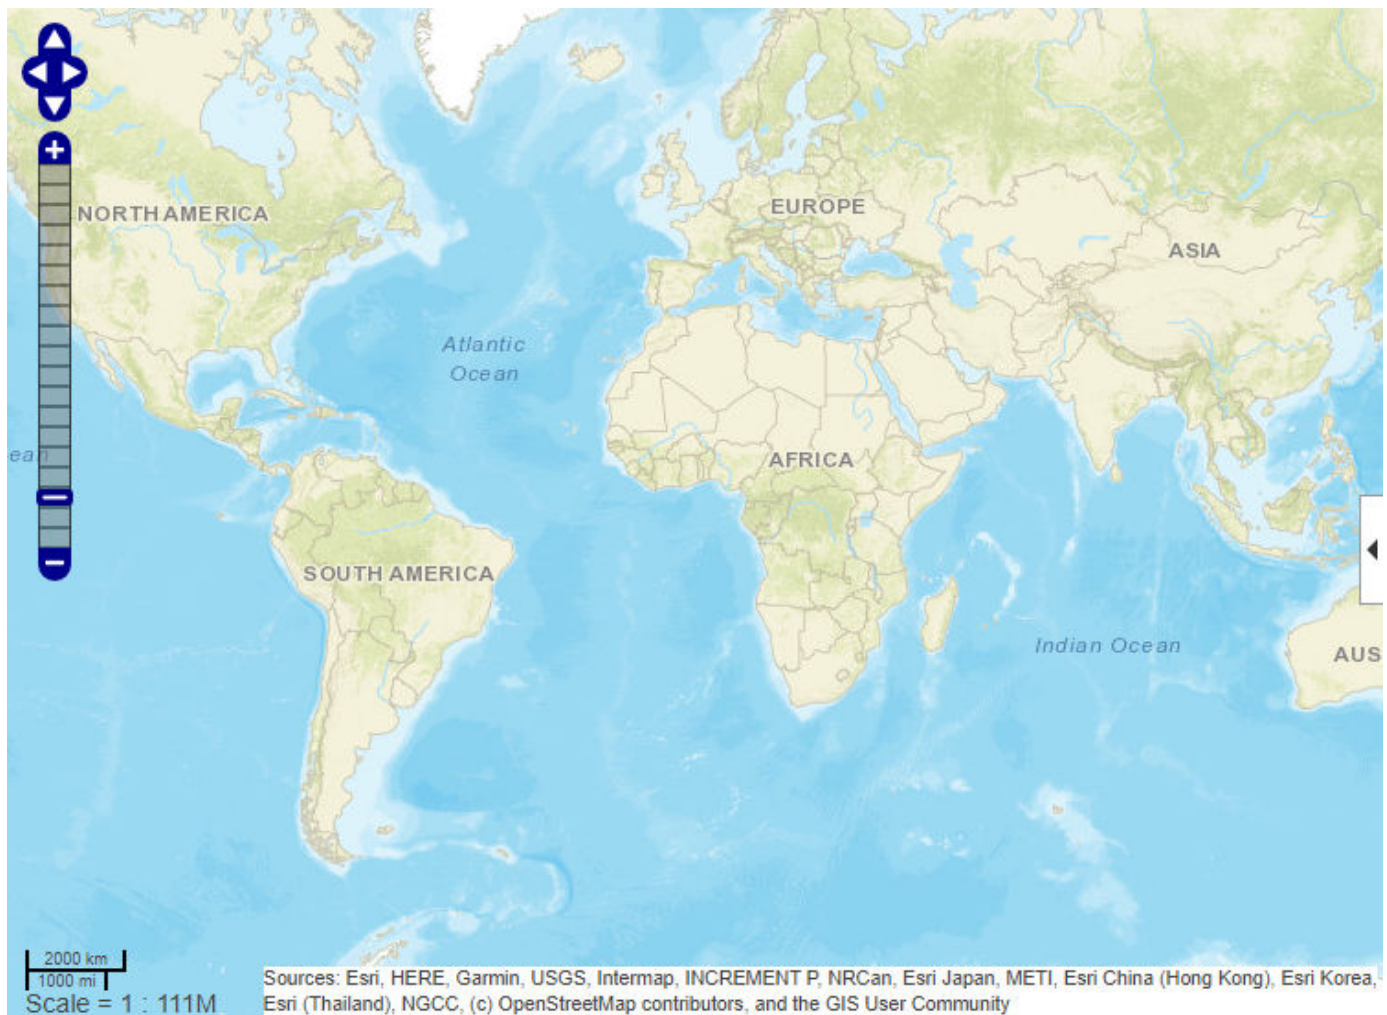 NORTH AMERICA
EUROPE
ASIA
Atlantic
Ocean
ean
AFRICA
SOUTH AMERICA
Indian Ocean
AUS
2000 km
1000 mi
Scale = 1 : 111M
Sources: Esri, HERE, Garmin, USGS, Intermap, INCREMENT P, NRCan, Esri Japan, METI, Esri China (Hong Kong), Esri Korea,
Esri (Thailand), NGCC, (c) OpenStreetMap contributors, and the GIS User Community